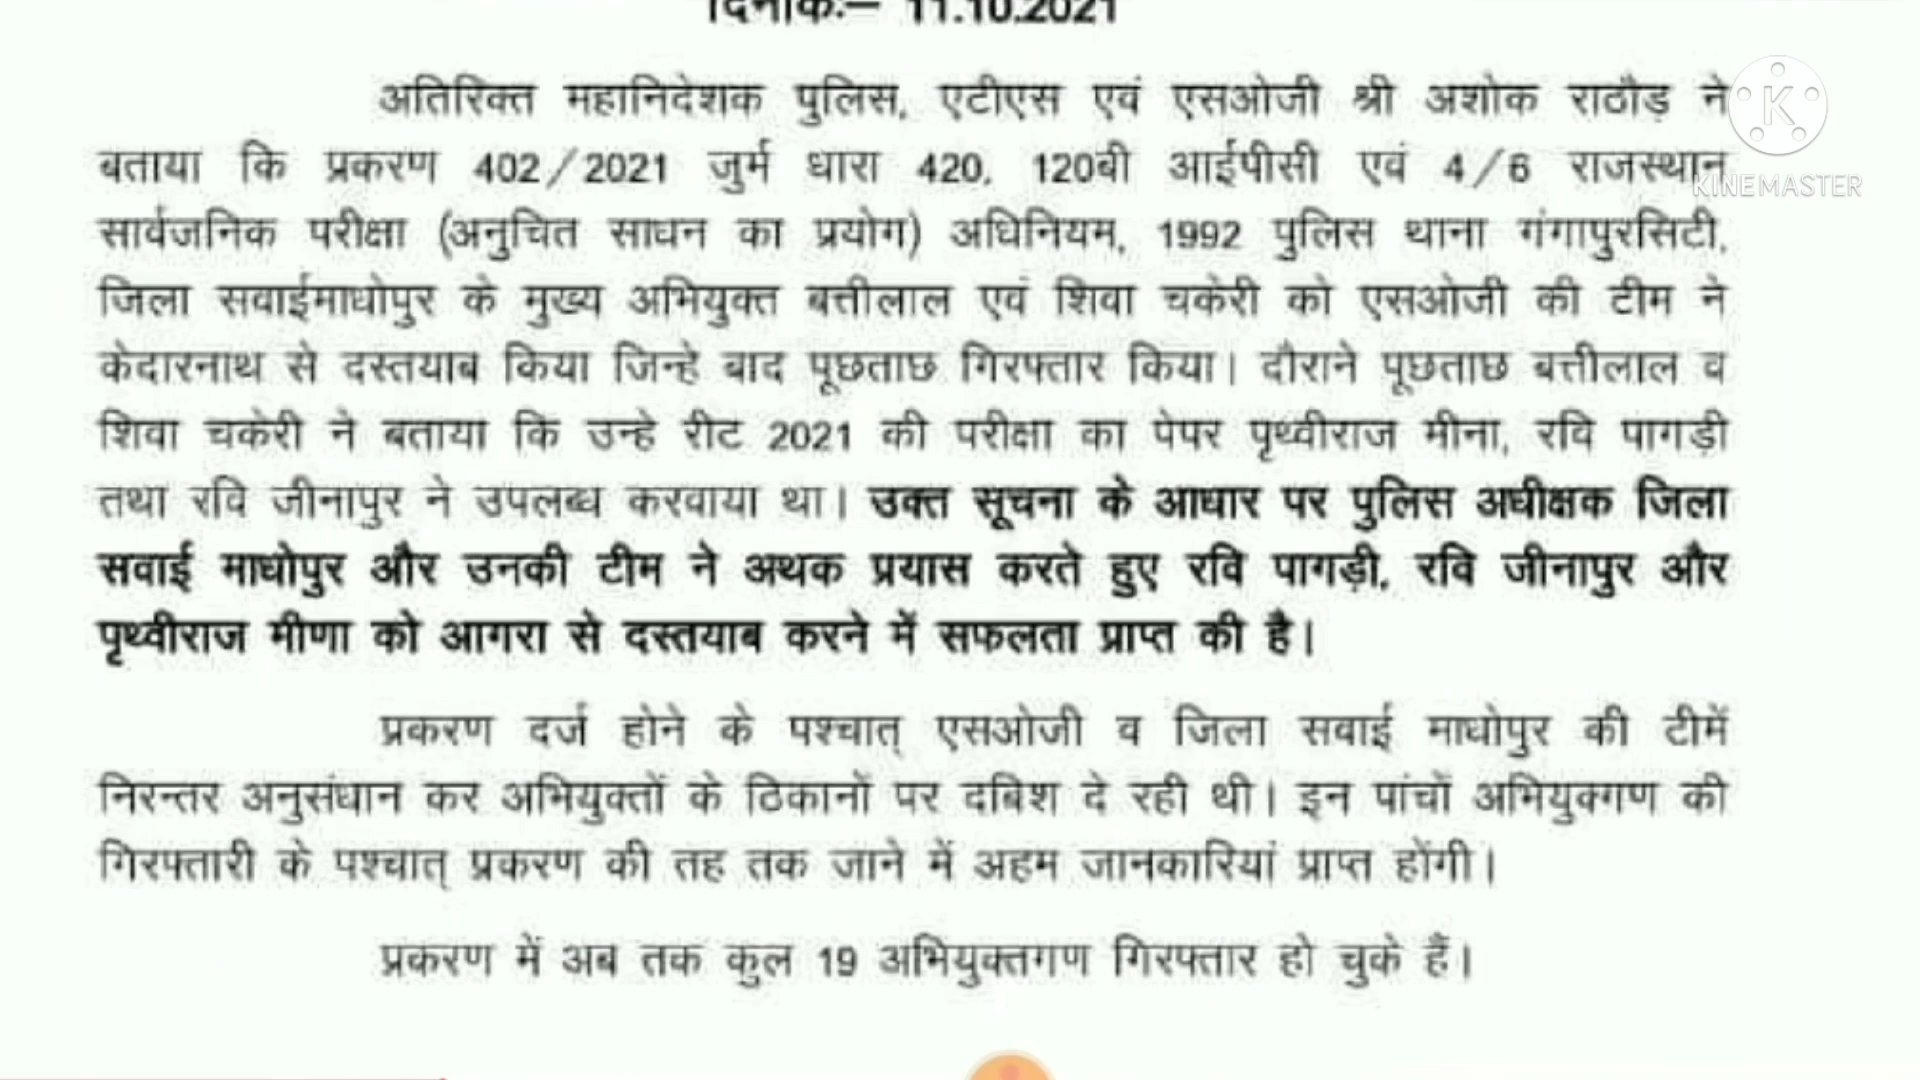 दिनांक:— 11.10.2021
अतिरिक्त महानिदेशक पुलिस, एटीएस एवं एसओजी श्री अशोक राठौड़ ने
बताया कि प्रकरण 402/2021 जुर्म धारा 420, 120बी आईपीसी एवं 4/6 राजस्थान
सार्वजनिक परीक्षा (अनुचित साधन का प्रयोग) अधिनियम, 1992 पुलिस थाना गंगापुरसिटी,
जिला सवाईमाधोपुर के मुख्य अभियुक्त बत्तीलाल एवं शिवा चकेरी को एसओजी की टीम ने
केदारनाथ से दस्तयाब किया जिन्हे बाद पूछताछ गिरफ्तार किया। दौराने पूछताछ बत्तीलाल व
शिवा चकेरी ने बताया कि उन्हे रीट 2021 की परीक्षा का पेपर पृथ्वीराज मीना, रवि पागड़ी
तथा रवि जीनापुर ने उपलब्ध करवाया था। उक्त सूचना के आधार पर पुलिस अधीक्षक जिला
सवाई माधोपुर और उनकी टीम ने अथक प्रयास करते हुए रवि पागड़ी, रवि जीनापुर और
पृथ्वीराज मीणा को आगरा से दस्तयाब करने में सफलता प्राप्त की है।
प्रकरण दर्ज होने के पश्चात् एसओजी व जिला सवाई माधोपुर की टीमें
निरन्तर अनुसंधान कर अभियुक्तों के ठिकानों पर दबिश दे रही थी। इन पांचों अभियुक्गण की
गिरफ्तारी के पश्चात् प्रकरण की तह तक जाने में अहम जानकारियां प्राप्त होंगी।
प्रकरण में अब तक कुल 19 अभियुक्तगण गिरफ्तार हो चुके हैं।
K
KINEMASTER